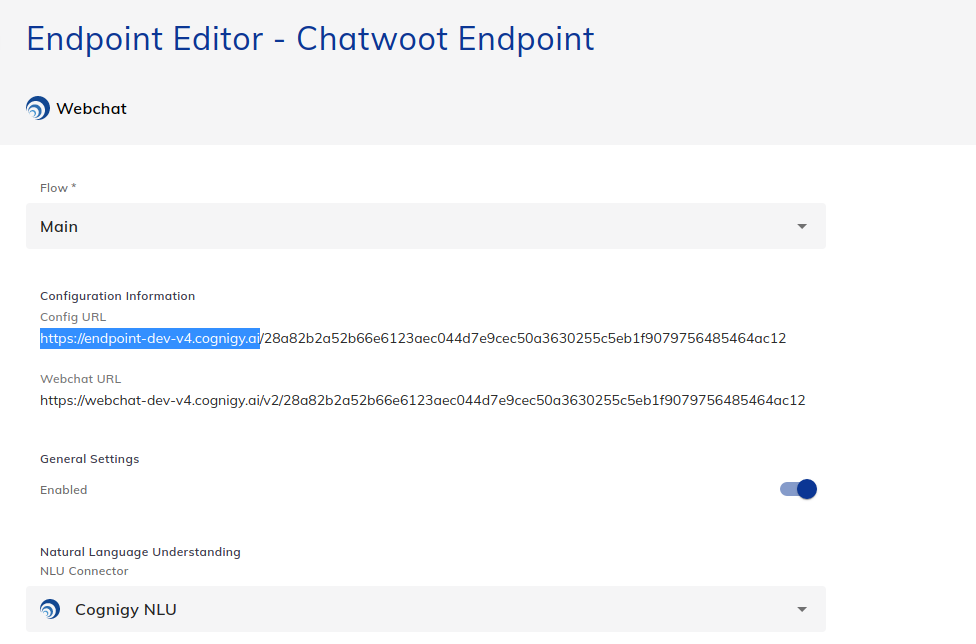 Endpoint Editor - Chatwoot Endpoint
Webchat
Flow *
Main
Configuration Information
Config URL
https://endpoint-dev-v4.cognigy.ai/28a82b2a52b66e6123aec044d7e9cec50a3630255c5eb1f9079756485464ac12
Webchat URL
https://webchat-dev-v4.cognigy.ai/v2/28a82b2a52b66e6123aec044d7e9cec50a3630255c5eb1f9079756485464ac12
General Settings
Enabled
Natural Language Understanding
NLU Connector
Cognigy NLU